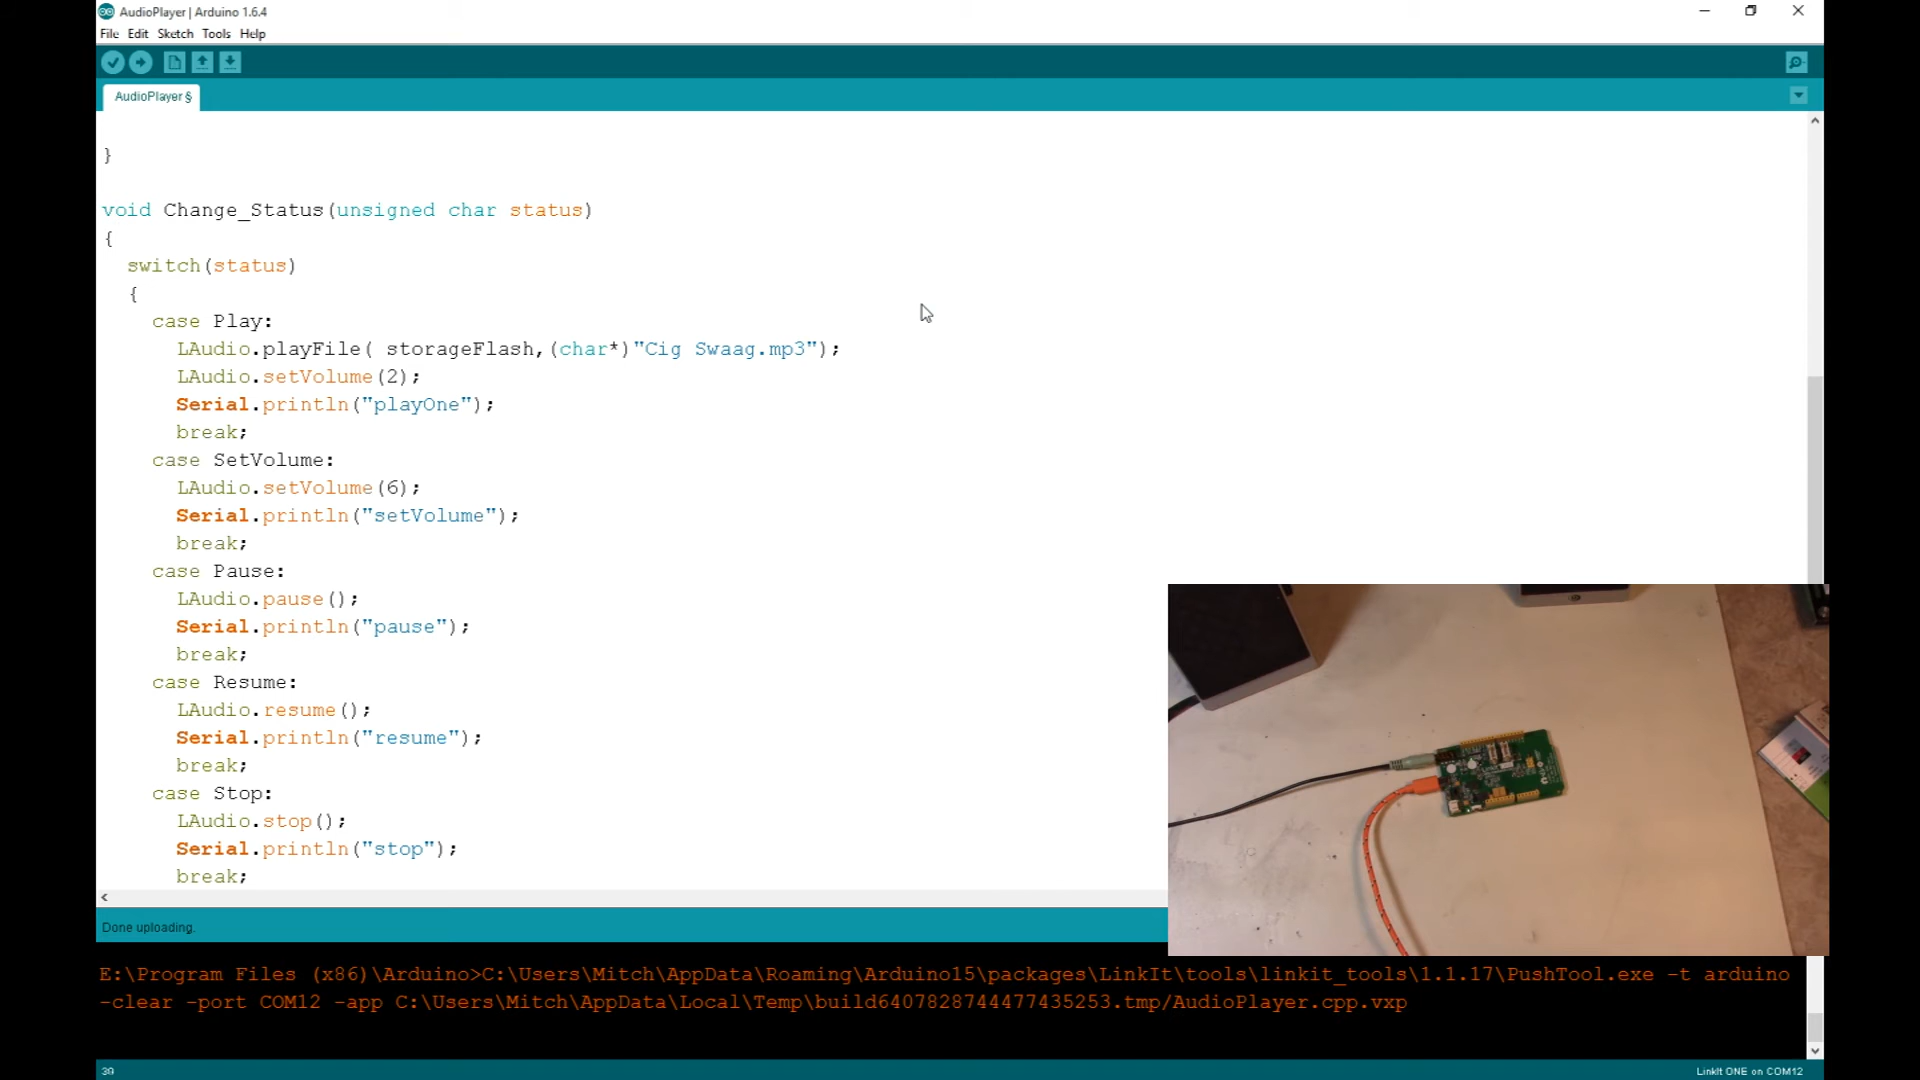 AudioPlayer | Arduino 1.6.4
File Edit Sketch Tools Help
AudioPlayer §
}
void Change_Status(unsigned char status)
{
switch(status)
{
case Play:
LAudio.playFile( storageFlash,(char*)"Cig Swaag.mp3");
LAudio.setVolume(2);
Serial.println("playOne");
break;
case SetVolume:
LAudio.setVolume(6);
Serial.println("setVolume");
break;
case Pause:
LAudio.pause();
Serial.println("pause");
break;
case Resume:
LAudio.resume();
Serial.println("resume");
break;
case Stop:
LAudio.stop();
Serial.println("stop");
break;
Done uploading.
E:\Program Files (x86)\Arduino>C:\Users\Mitch\AppData\Roaming\Arduino15\packages\LinkIt\tools\linkit_tools\1.1.17\PushTool.exe -t arduino
-clear -port COM12 -app C:\Users\Mitch\AppData\Local\Temp\build6407828744477435253.tmp/AudioPlayer.cpp.vxp
39
LinkIt ONE on COM12